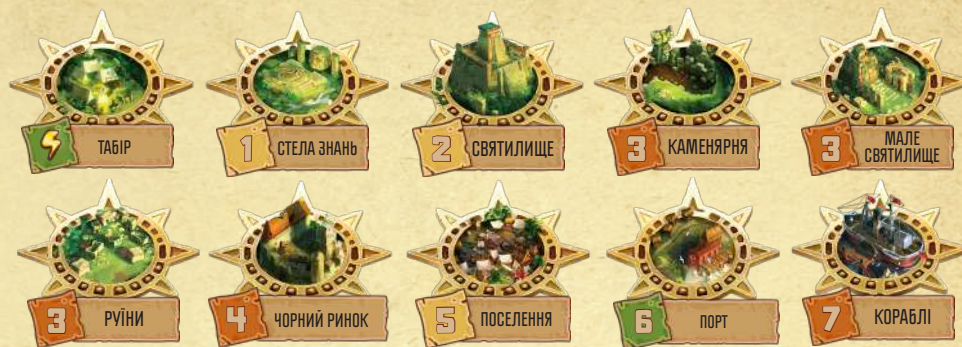 ТАБІР
1 СТЕЛА ЗНАНЬ
2 СВЯТИЛИЩЕ
3 КАМЕНЯРНЯ
3 МАЛЕ
СВЯТИЛИЩЕ
3 РУЇНИ
4 ЧОРНИЙ РИНОК
5 ПОСЕЛЕННЯ
6 ПОРТ
7 КОРАБЛІ